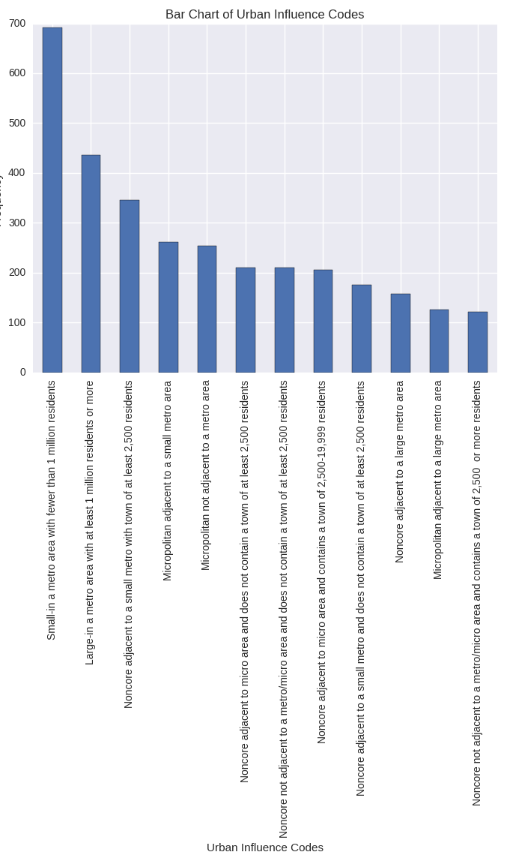 Bar Chart of Urban Influence Codes
700
600
500
400
300
200
100
0
Small-in a metro area with fewer than 1 million residents
Large-in a metro area with at least 1 million residents or more
Noncore adjacent to a small metro with town of at least 2,500 residents
Micropolitan adjacent to a small metro area
Micropolitan not adjacent to a metro area
Noncore adjacent to micro area and does not contain a town of at least 2,500 residents
Noncore not adjacent to a metro/micro area and does not contain a town of at least 2,500 residents
Noncore adjacent to micro area and contains a town of 2,500-19,999 residents
Noncore adjacent to a small metro and does not contain a town of at least 2,500 residents
Noncore adjacent to a large metro area
Micropolitan adjacent to a large metro area
Noncore not adjacent to a metro/micro area and contains a town of 2,500  or more residents
Urban Influence Codes